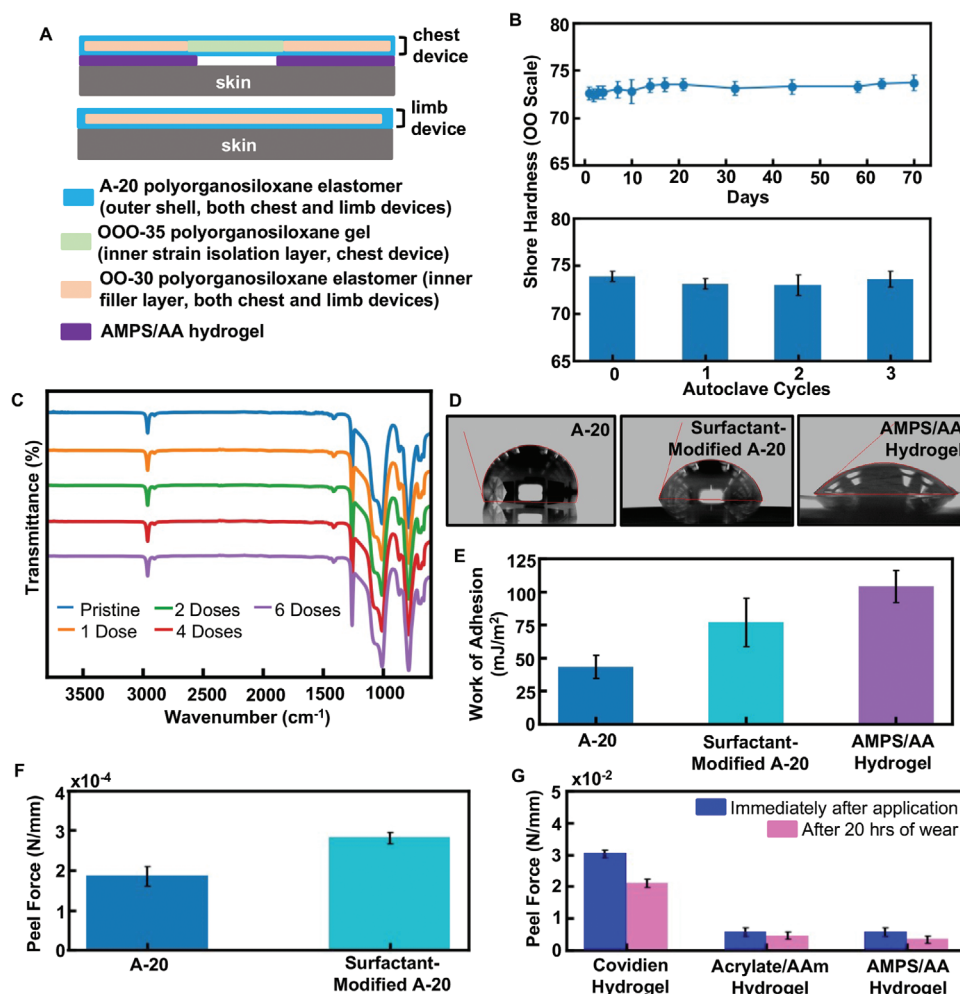 A
chest
device
skin
limb
device
skin
A-20 polyorganosiloxane elastomer
(outer shell, both chest and limb devices)
OOO-35 polyorganosiloxane gel
(inner strain isolation layer, chest device)
OO-30 polyorganosiloxane elastomer (inner
filler layer, both chest and limb devices)
AMPS/AA hydrogel
B
Shore Hardness (OO Scale)
80
75
70
65
0
10
20
30
40
50
60
70
Days
80
75
70
65
0
1
2
3
Autoclave Cycles
C
Transmittance (%)
Pristine
2 Doses
6 Doses
1 Dose
4 Doses
3500
3000
2500
2000
1500
1000
Wavenumber (cm⁻¹)
D
A-20
Surfactant-
Modified A-20
AMPS/AA
Hydrogel
E
Work of Adhesion
(mJ/m²)
125
100
75
50
25
0
A-20
Surfactant-
Modified A-20
AMPS/AA
Hydrogel
F
x10⁻⁴
Peel Force (N/mm)
4
3
2
1
0
A-20
Surfactant-
Modified A-20
G
x10⁻²
Peel Force (N/mm)
5
4
3
2
1
0
Immediately after application
After 20 hrs of wear
Covidien
Hydrogel
Acrylate/AAm
Hydrogel
AMPS/AA
Hydrogel